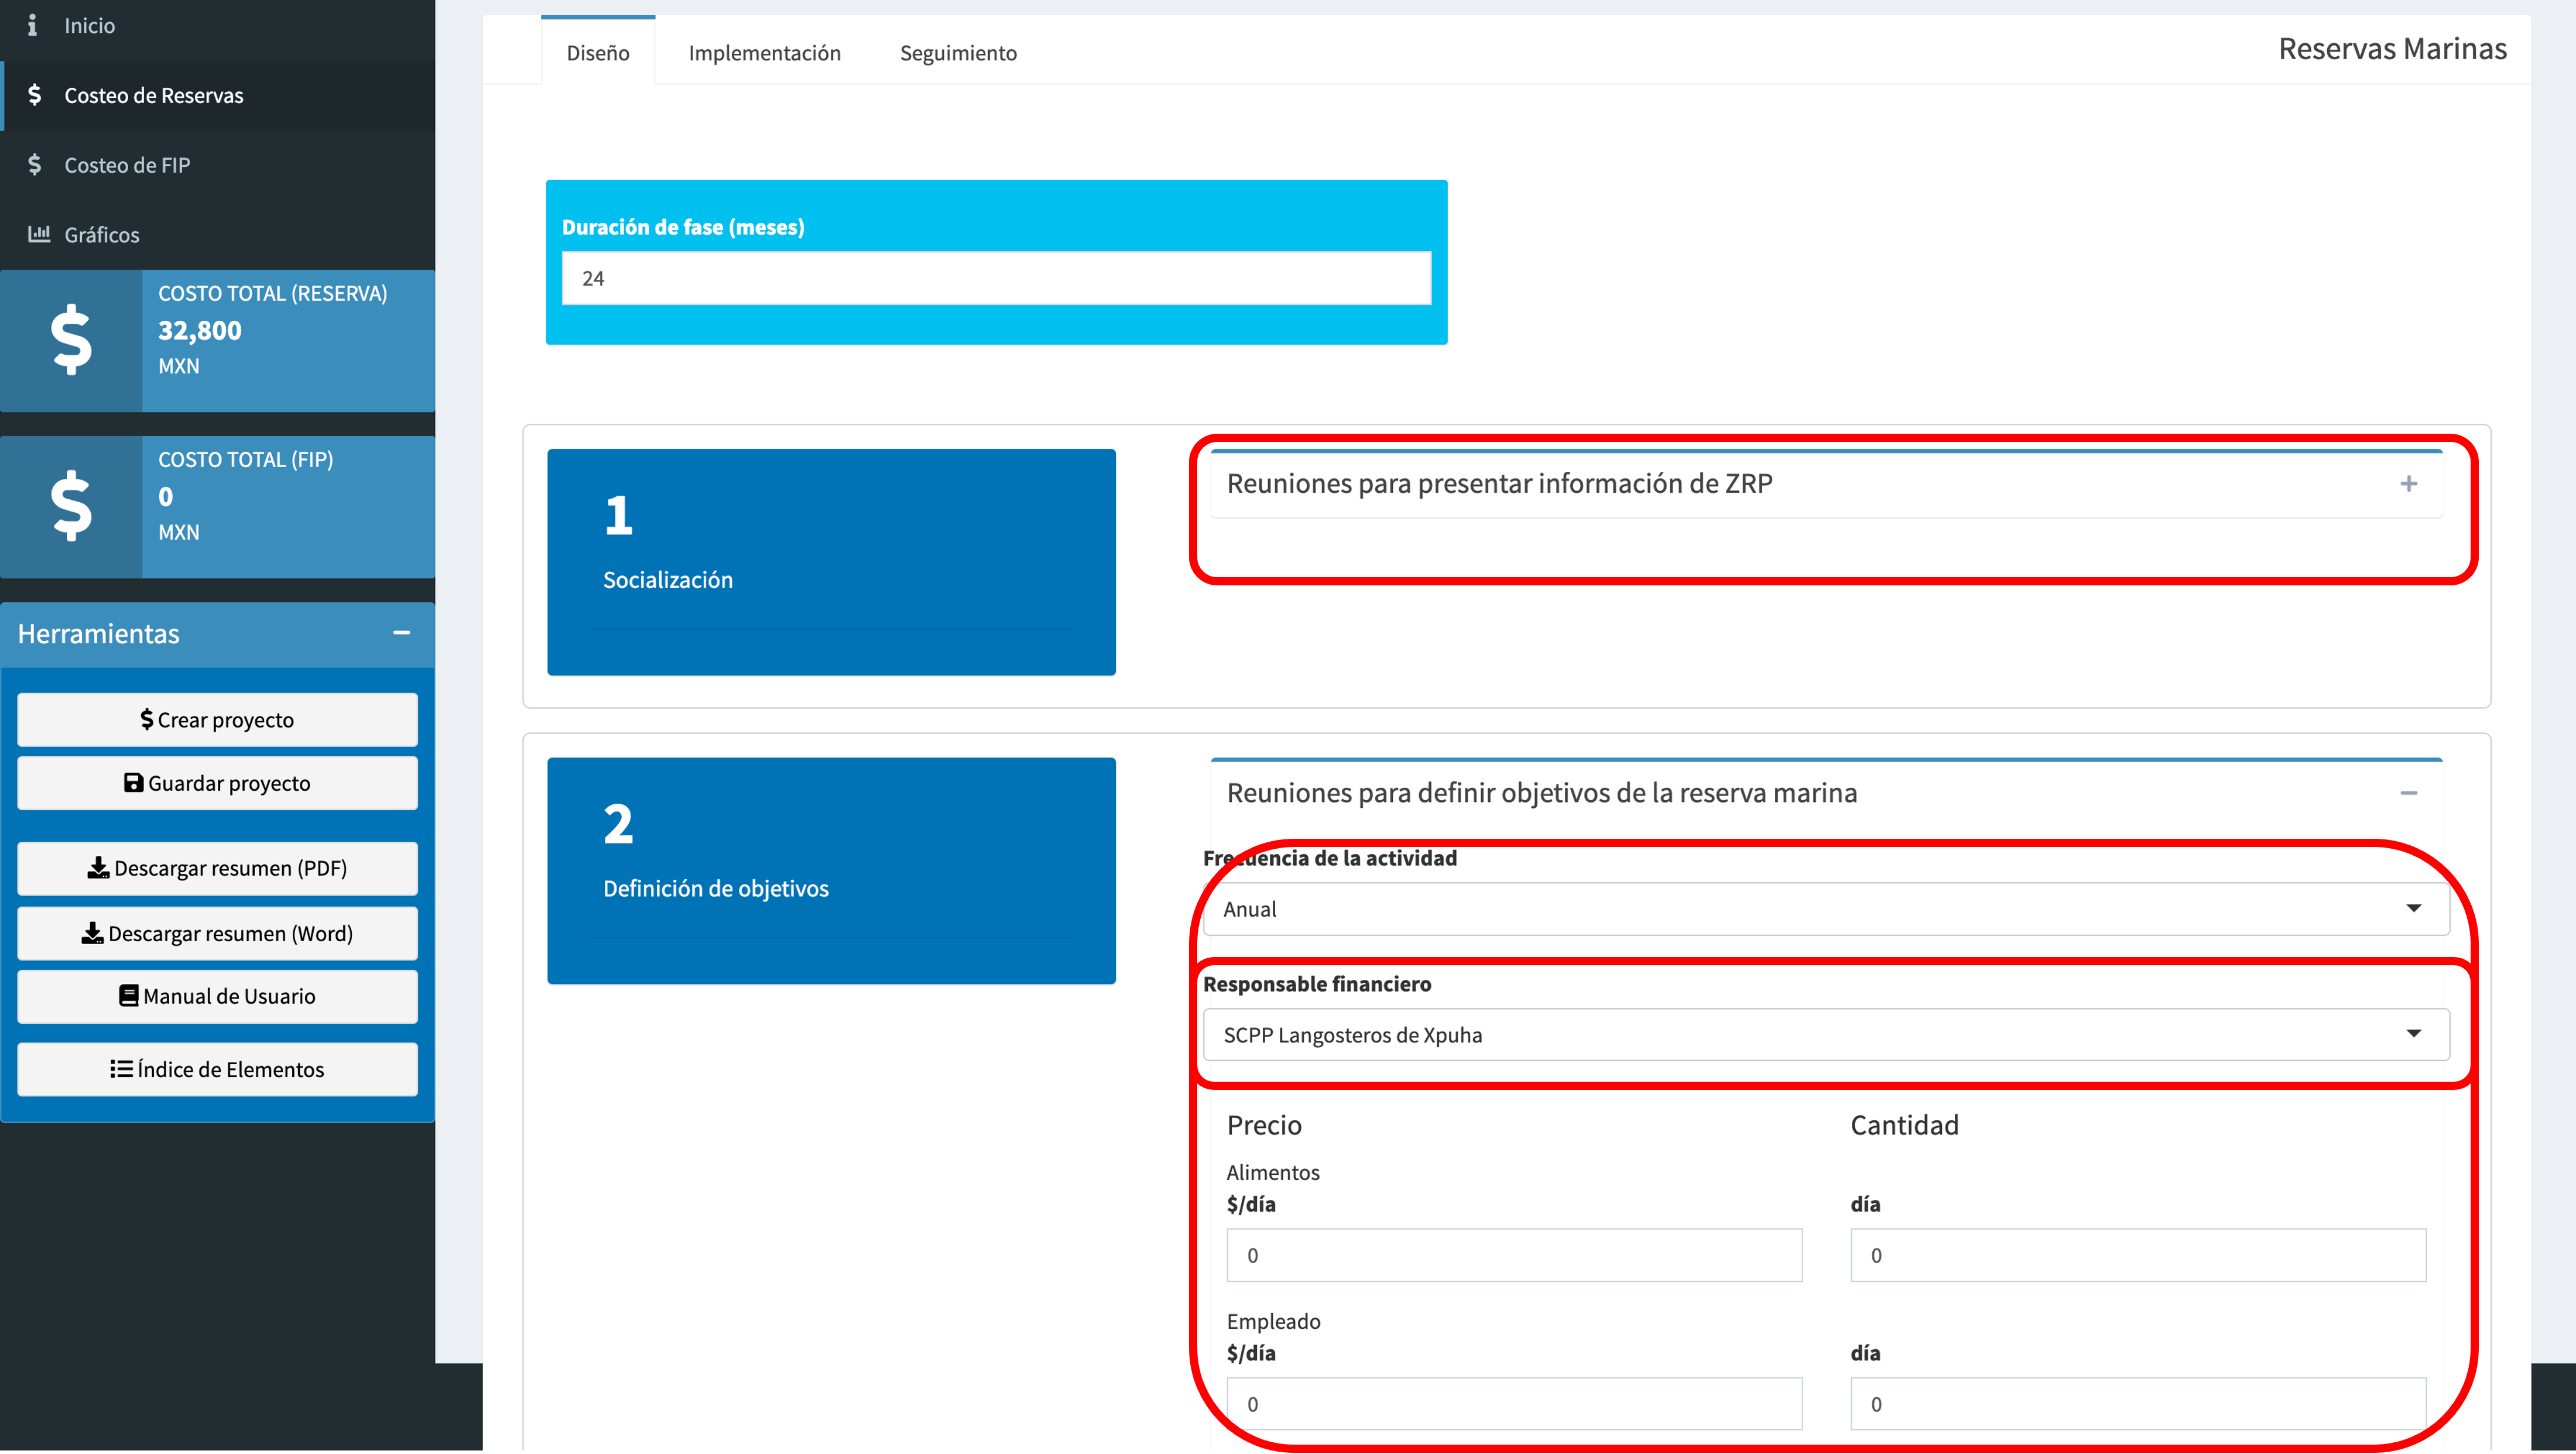 Inicio
Costeo de Reservas
Costeo de FIP
Gráficos
COSTO TOTAL (RESERVA)
32,800
MXN
COSTO TOTAL (FIP)
0
MXN
Herramientas
Crear proyecto
Guardar proyecto
Descargar resumen (PDF)
Descargar resumen (Word)
Manual de Usuario
Índice de Elementos
Diseño Implementación Seguimiento Reservas Marinas
Duración de fase (meses)
24
1
Socialización
Reuniones para presentar información de ZRP
2
Definición de objetivos
Reuniones para definir objetivos de la reserva marina
Frecuencia de la actividad
Anual
Responsable financiero
SCPP Langosteros de Xpuha
Precio Cantidad
Alimentos
$/día día
0 0
Empleado
$/día día
0 0